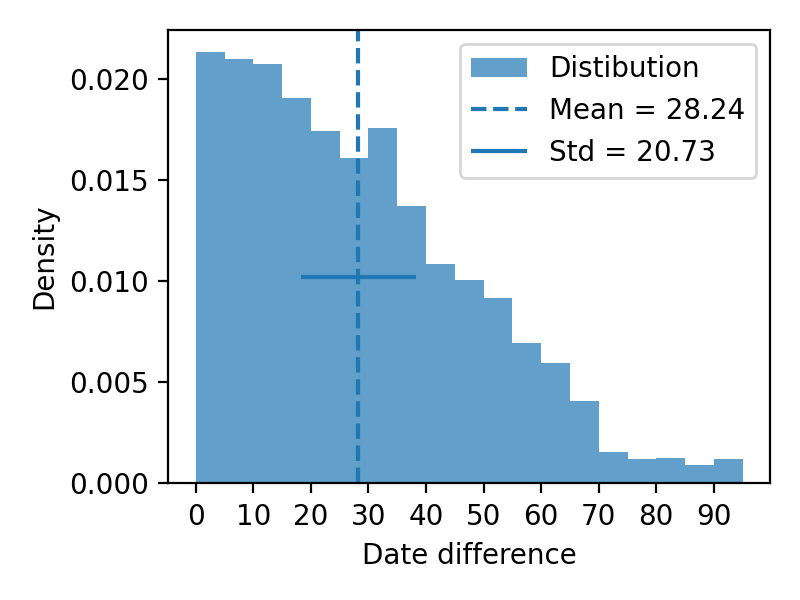 Distibution
Mean = 28.24
Std = 20.73
0.020
0.015
0.010
0.005
0.000
Density
0 10 20 30 40 50 60 70 80 90
Date difference